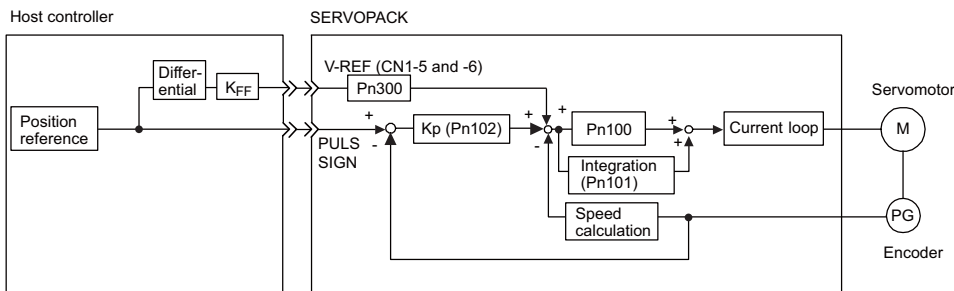 Host controller
SERVOPACK
V-REF (CN1-5 and -6)
Differ-
ential
KFF
Pn300
Servomotor
Position
reference
+
-
Kp (Pn102)
+
-
+
Pn100
+
+
Current loop
M
PULS
SIGN
Integration
(Pn101)
Speed
calculation
PG
Encoder